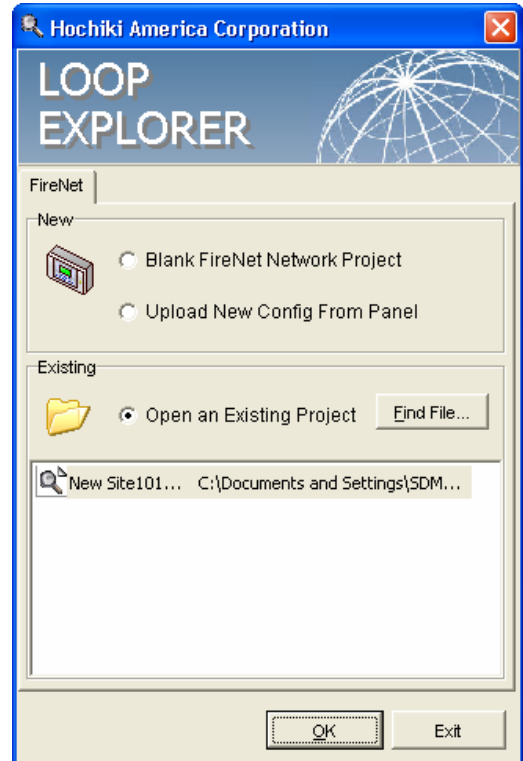 Hochiki America Corporation
LOOP
EXPLORER
FireNet
New
Blank FireNet Network Project
Upload New Config From Panel
Existing
Open an Existing Project
Find File...
New Site101... C:\Documents and Settings\SDM...
OK
Exit